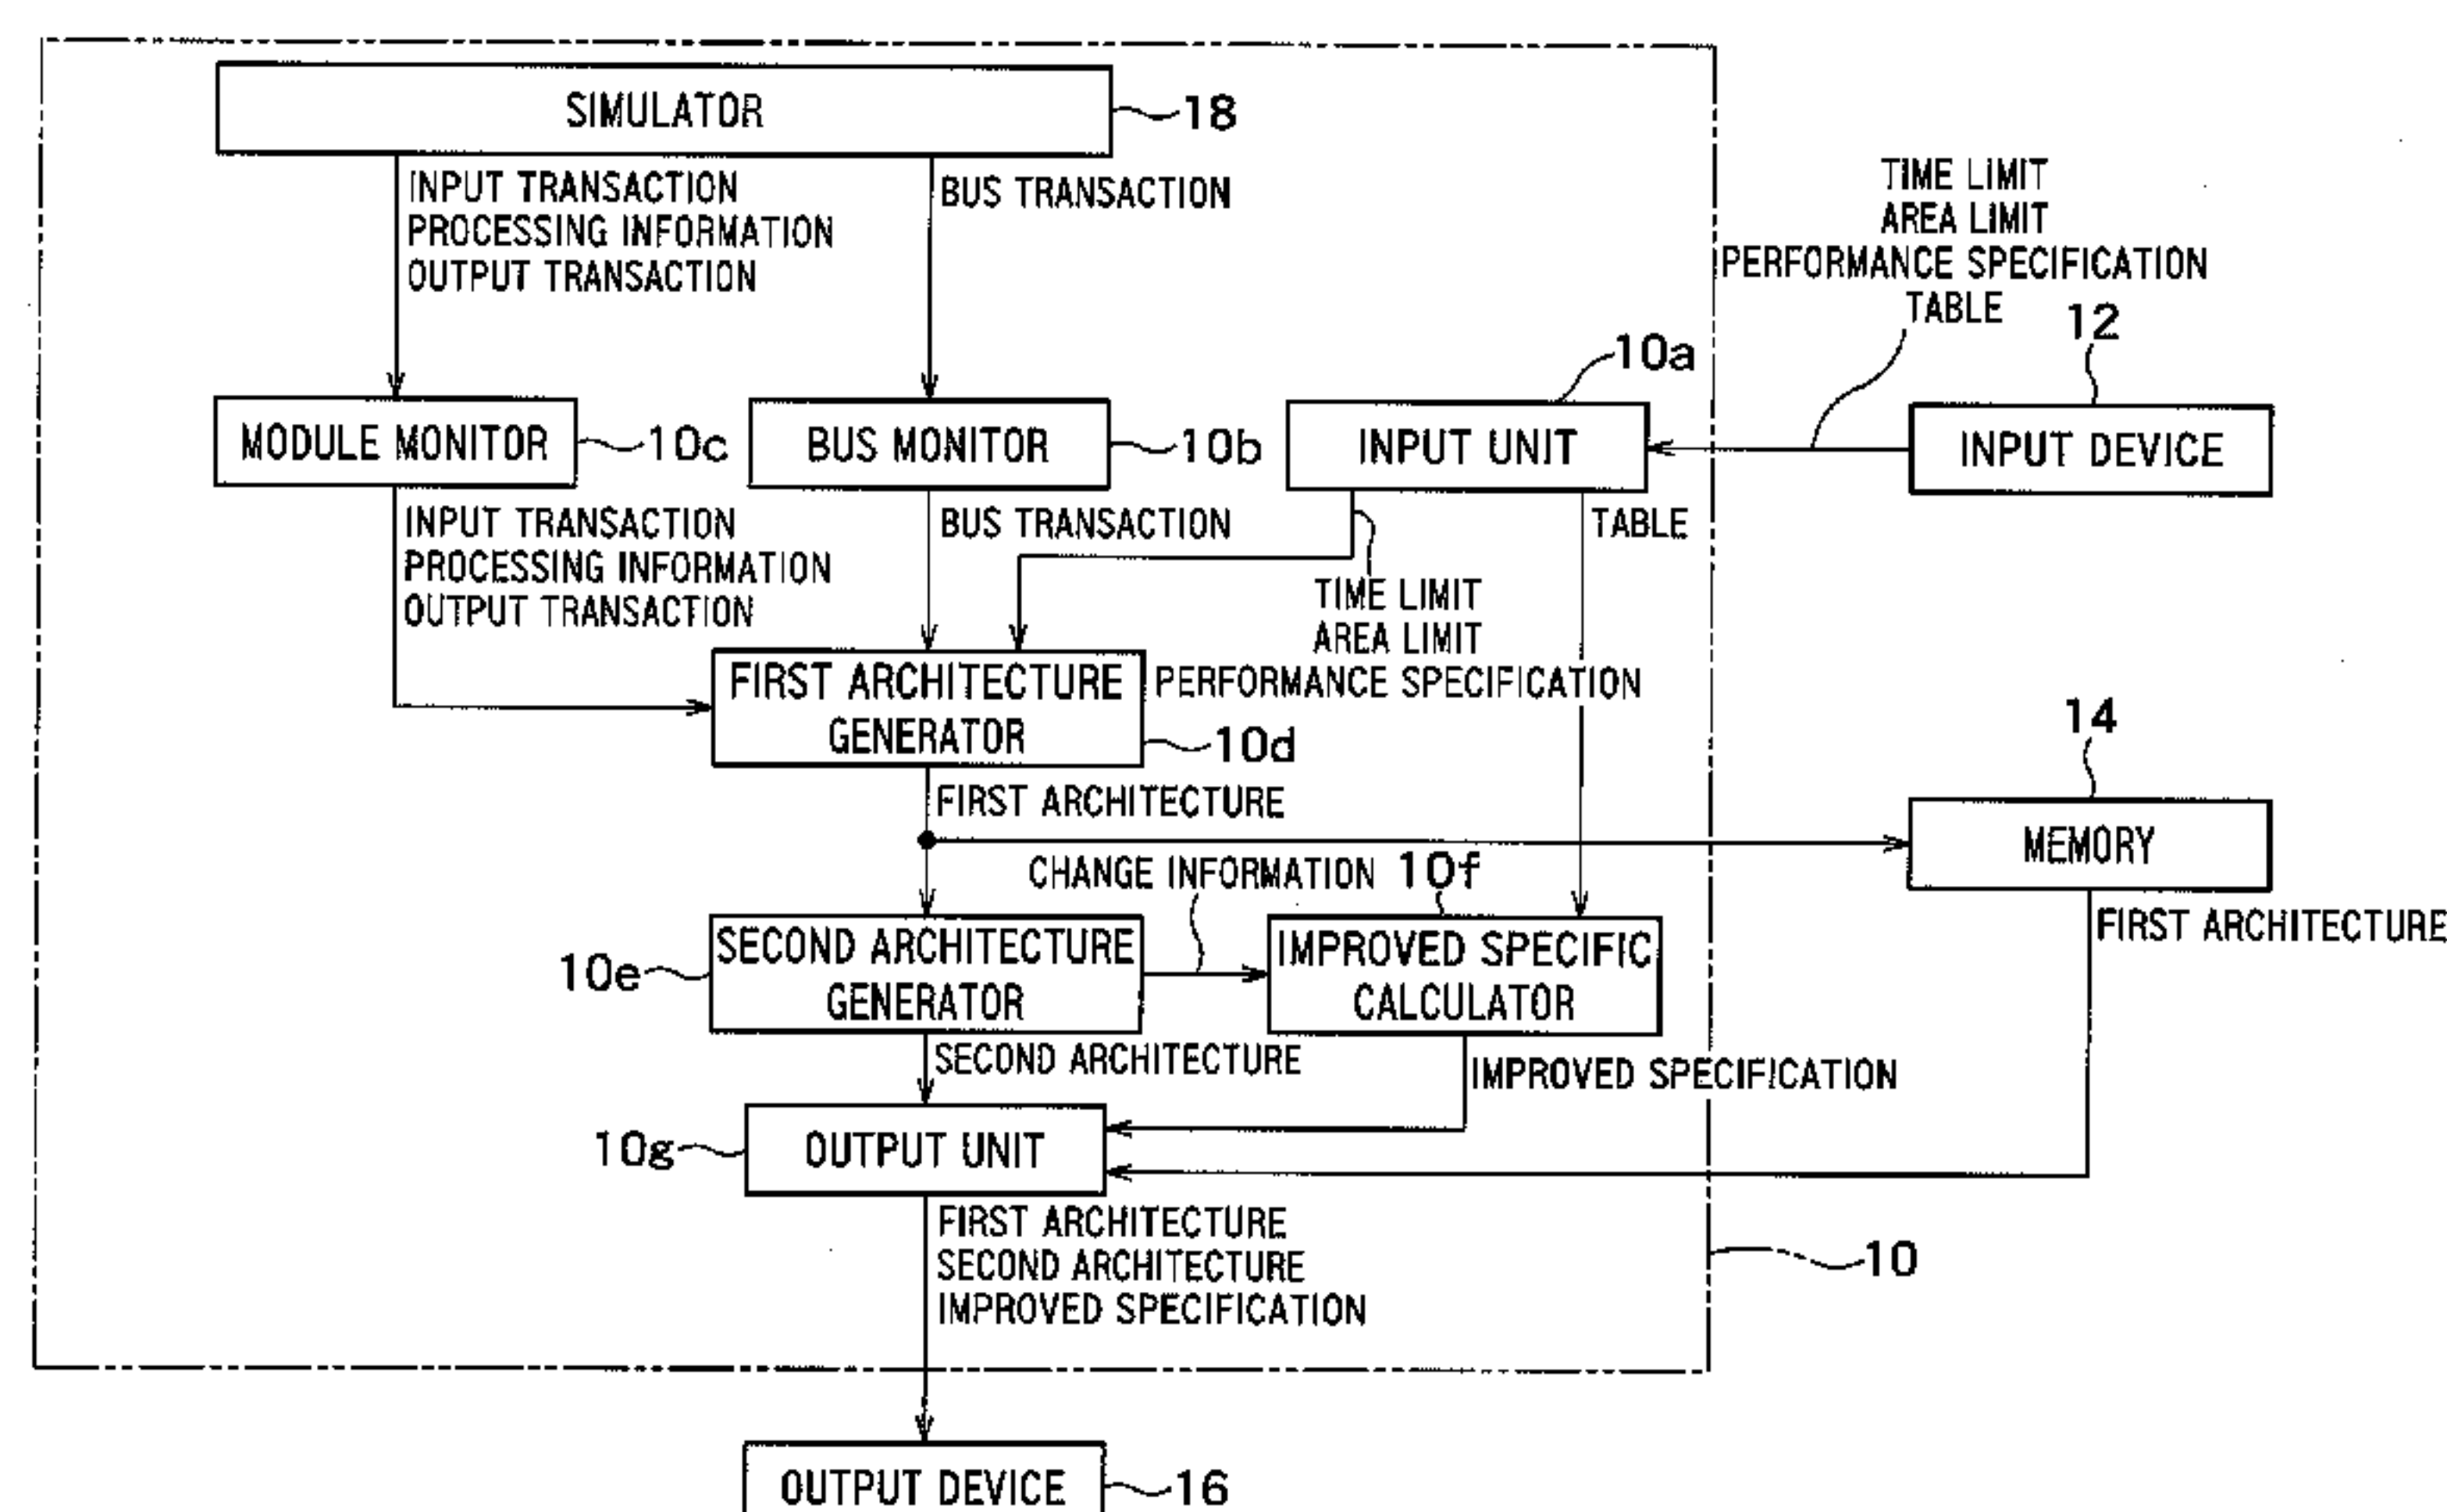 SIMULATOR
18
INPUT TRANSACTION
PROCESSING INFORMATION
OUTPUT TRANSACTION
BUS TRANSACTION
TIME LIMIT
AREA LIMIT
PERFORMANCE SPECIFICATION
TABLE
12
10a
MODULE MONITOR
10c
BUS MONITOR
10b
INPUT UNIT
INPUT DEVICE
INPUT TRANSACTION
PROCESSING INFORMATION
OUTPUT TRANSACTION
BUS TRANSACTION
TABLE
TIME LIMIT
AREA LIMIT
PERFORMANCE SPECIFICATION
FIRST ARCHITECTURE
GENERATOR
10d
14
FIRST ARCHITECTURE
MEMORY
CHANGE INFORMATION
10f
FIRST ARCHITECTURE
10e
SECOND ARCHITECTURE
GENERATOR
IMPROVED SPECIFIC
CALCULATOR
SECOND ARCHITECTURE
IMPROVED SPECIFICATION
10g
OUTPUT UNIT
FIRST ARCHITECTURE
SECOND ARCHITECTURE
IMPROVED SPECIFICATION
10
OUTPUT DEVICE
16